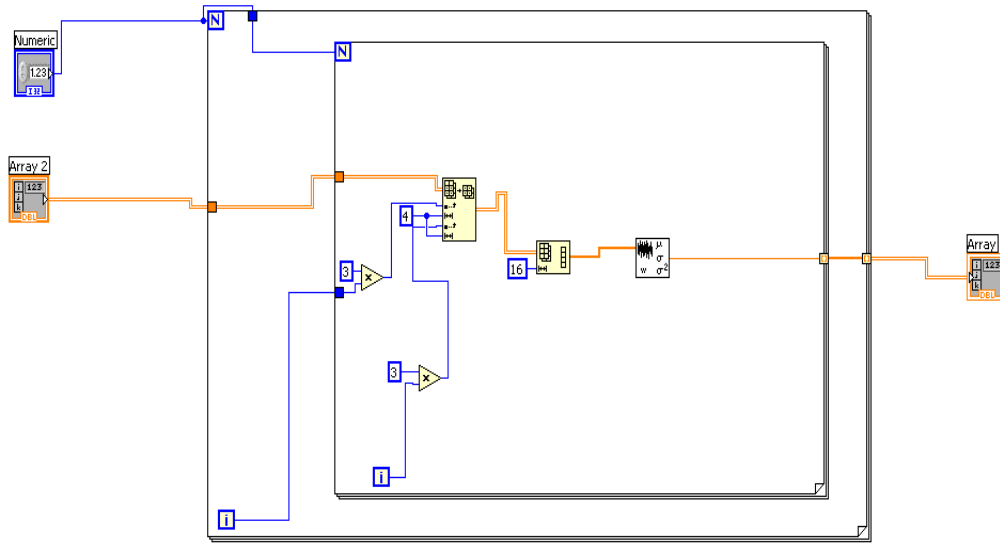 N
Numeric
1.23
I32
N
Array 2
i 123
j
k
DBL
4
3
×
16
μ
σ
w σ²
Array
i 123
j
k
DBL
3
×
i
i